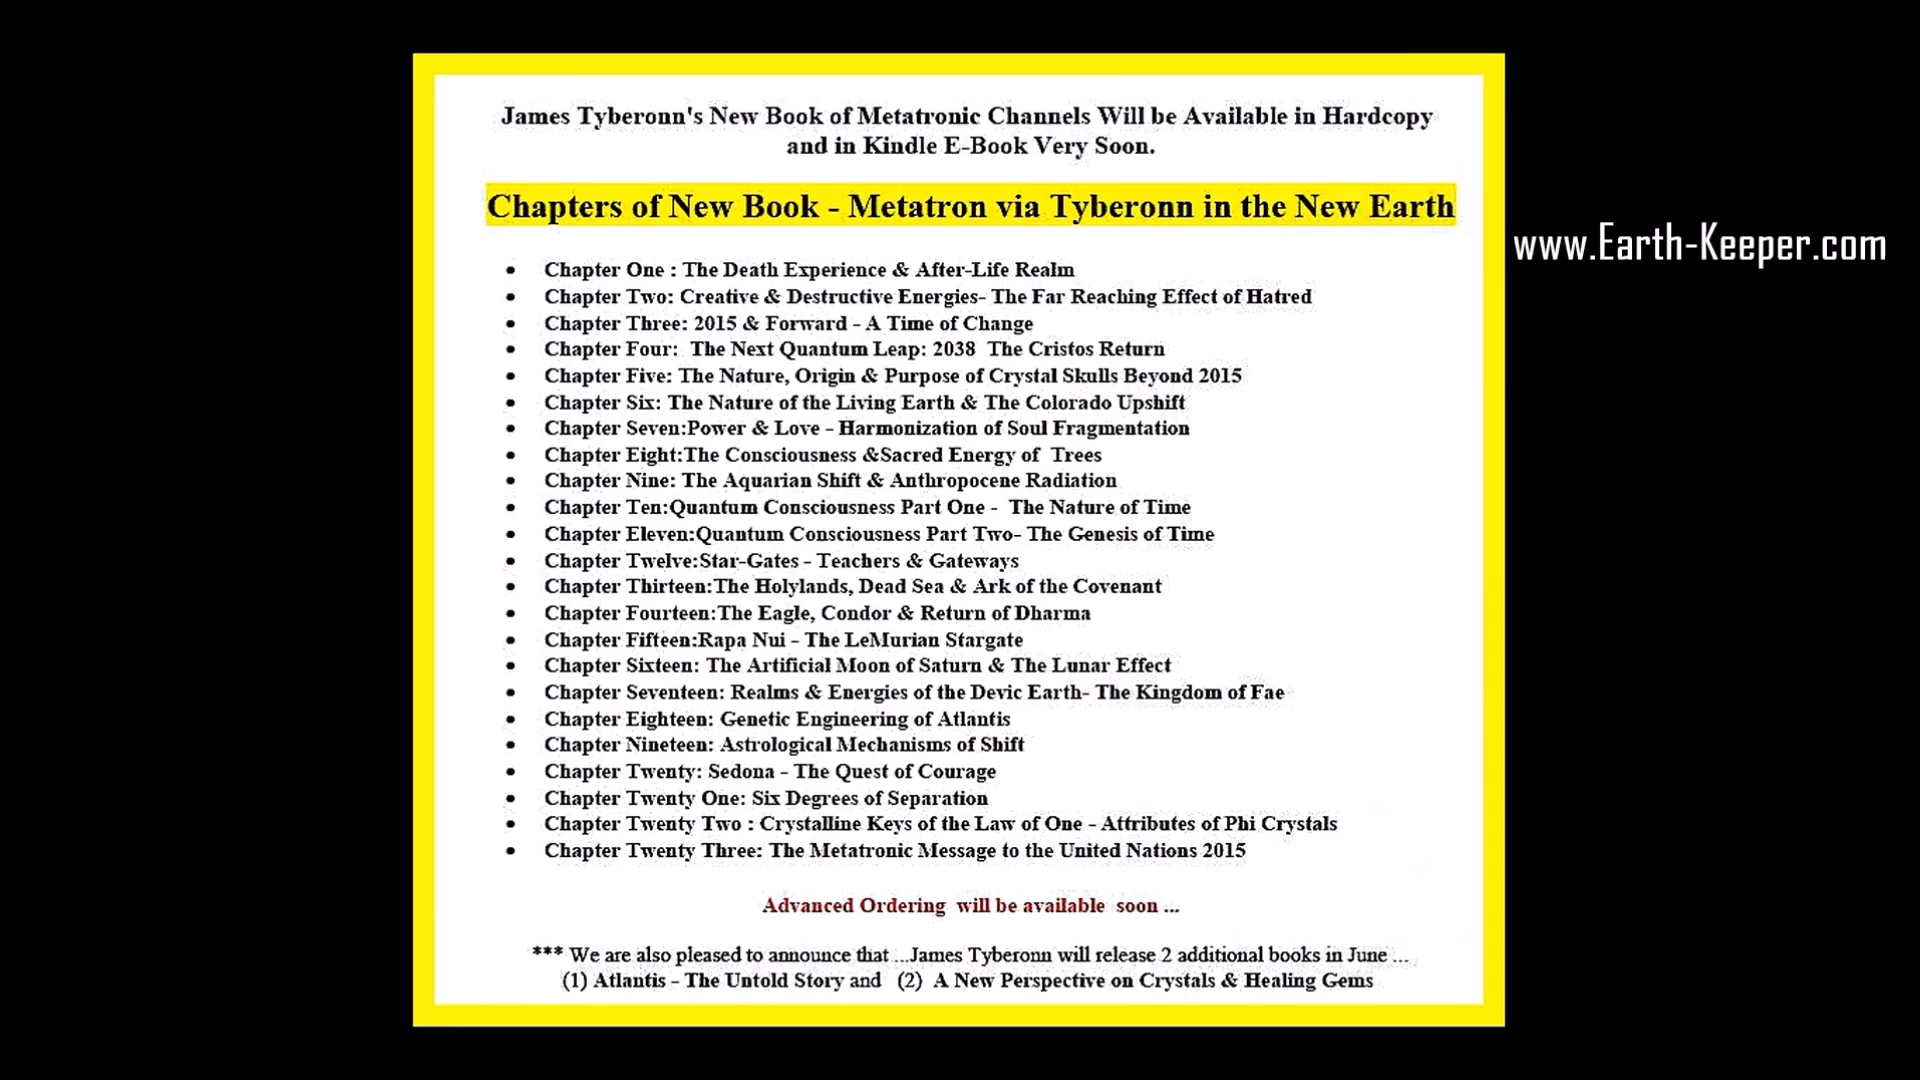 James Tyberonn's New Book of Metatronic Channels Will be Available in Hardcopy
and in Kindle E-Book Very Soon.
Chapters of New Book - Metatron via Tyberonn in the New Earth
www.Earth-Keeper.com
• Chapter One : The Death Experience & After-Life Realm
• Chapter Two: Creative & Destructive Energies- The Far Reaching Effect of Hatred
• Chapter Three: 2015 & Forward - A Time of Change
• Chapter Four:  The Next Quantum Leap: 2038  The Cristos Return
• Chapter Five: The Nature, Origin & Purpose of Crystal Skulls Beyond 2015
• Chapter Six: The Nature of the Living Earth & The Colorado Upshift
• Chapter Seven:Power & Love - Harmonization of Soul Fragmentation
• Chapter Eight:The Consciousness &Sacred Energy of  Trees
• Chapter Nine: The Aquarian Shift & Anthropocene Radiation
• Chapter Ten:Quantum Consciousness Part One -  The Nature of Time
• Chapter Eleven:Quantum Consciousness Part Two- The Genesis of Time
• Chapter Twelve:Star-Gates - Teachers & Gateways
• Chapter Thirteen:The Holylands, Dead Sea & Ark of the Covenant
• Chapter Fourteen:The Eagle, Condor & Return of Dharma
• Chapter Fifteen:Rapa Nui - The LeMurian Stargate
• Chapter Sixteen: The Artificial Moon of Saturn & The Lunar Effect
• Chapter Seventeen: Realms & Energies of the Devic Earth- The Kingdom of Fae
• Chapter Eighteen: Genetic Engineering of Atlantis
• Chapter Nineteen: Astrological Mechanisms of Shift
• Chapter Twenty: Sedona - The Quest of Courage
• Chapter Twenty One: Six Degrees of Separation
• Chapter Twenty Two : Crystalline Keys of the Law of One - Attributes of Phi Crystals
• Chapter Twenty Three: The Metatronic Message to the United Nations 2015
Advanced Ordering  will be available  soon ...
*** We are also pleased to announce that ...James Tyberonn will release 2 additional books in June ...
(1) Atlantis - The Untold Story and   (2)  A New Perspective on Crystals & Healing Gems